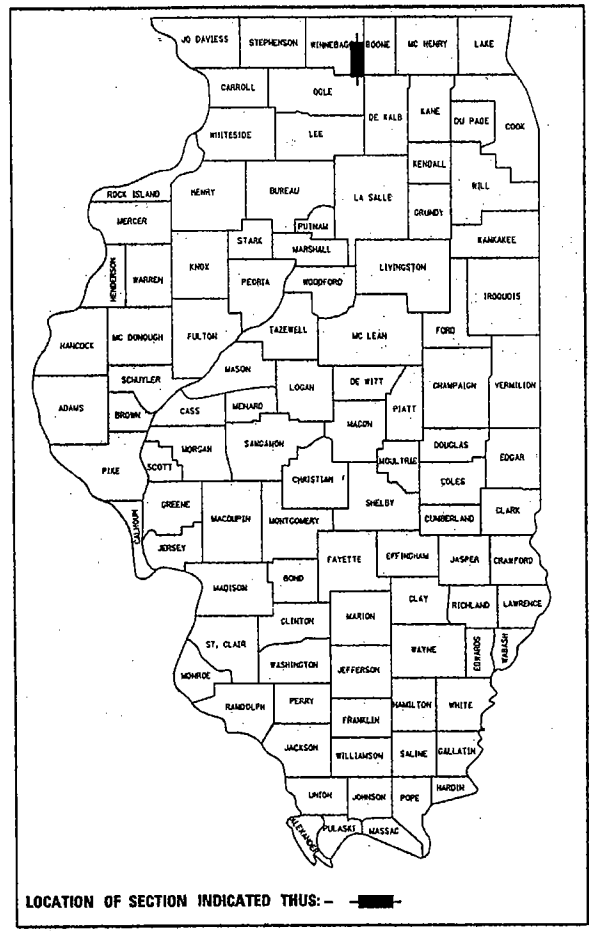 JO DAVIESS STEPHENSON WINNEBAGO BOONE MC HENRY LAKE
CARROLL OGLE
DE KALB KANE DU PAGE COOK
WHITESIDE LEE
KENDALL WILL
ROCK ISLAND HENRY BUREAU LA SALLE
GRUNDY
MERCER PUTNAM
STARK MARSHALL KANKAKEE
HENDERSON WARREN KNOX PEORIA WOODFORD LIVINGSTON
IROQUOIS
HANCOCK MC DONOUGH FULTON TAZEWELL MC LEAN FORD
MASON
SCHUYLER LOGAN DE WITT CHAMPAIGN VERMILION
ADAMS BROWN CASS MENARD PIATT
MACON
MORGAN SANGAMON DOUGLAS EDGAR
PIKE SCOTT MOULTRIE
CHRISTIAN COLES
GREENE MACOUPIN MONTGOMERY SHELBY CLARK
CALHOUN CUMBERLAND
JERSEY FAYETTE EFFINGHAM JASPER CRAWFORD
MADISON BOND
CLAY RICHLAND LAWRENCE
CLINTON MARION
ST. CLAIR WAYNE EDWARDS WABASH
WASHINGTON JEFFERSON
MONROE
RANDOLPH PERRY HAMILTON WHITE
FRANKLIN
JACKSON WILLIAMSON SALINE GALLATIN
UNION JOHNSON POPE HARDIN
ALEXANDER PULASKI MASSAC
LOCATION OF SECTION INDICATED THUS: -